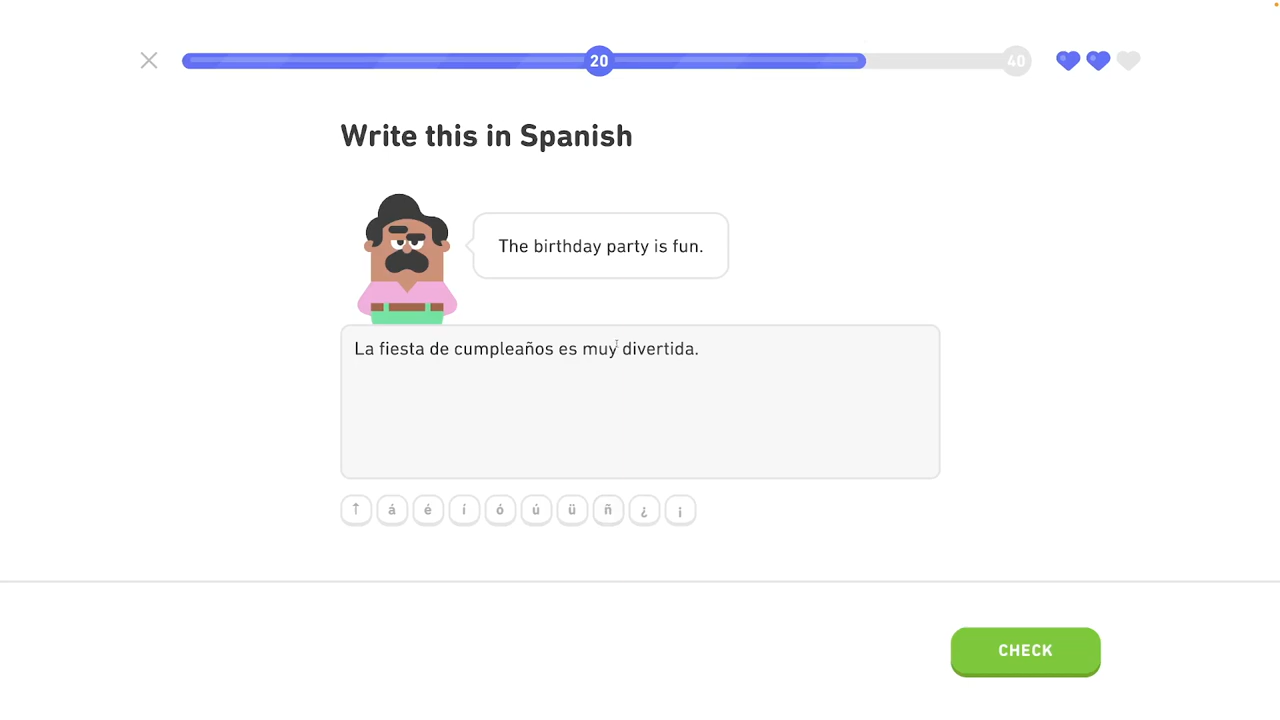 20
40
Write this in Spanish
The birthday party is fun.
La fiesta de cumpleaños es muy divertida.
↑ á é í ó ú ü ñ ¿ ¡
CHECK